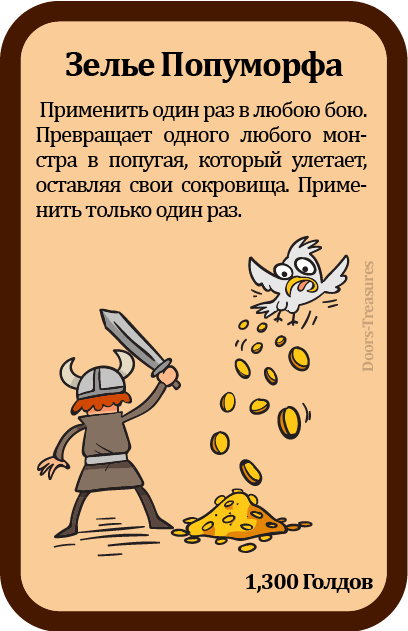 Зелье Попуморфа
Применить один раз в любою бою.
Превращает одного любого мон-
стра в попугая, который улетает,
оставляя свои сокровища. Приме-
нить только один раз.
Doors-Treasures
1,300 Голдов